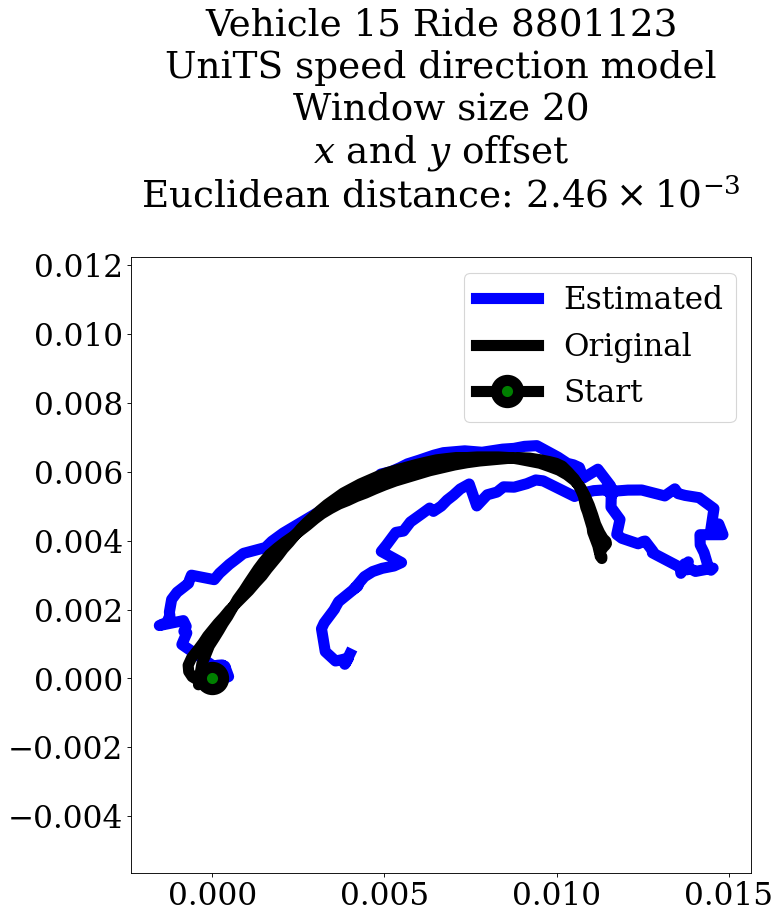 Vehicle 15 Ride 8801123
UniTS speed direction model
Window size 20
x and y offset
Euclidean distance: 2.46 × 10⁻³
0.012
0.010
0.008
0.006
0.004
0.002
0.000
−0.002
−0.004
Estimated
Original
Start
0.000 0.005 0.010 0.015